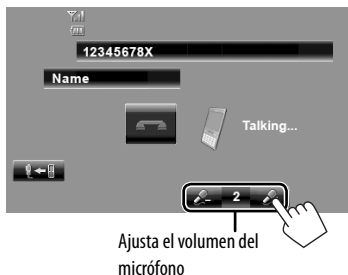 12345678X
Name
Talking...
2
Ajusta el volumen del
micrófono